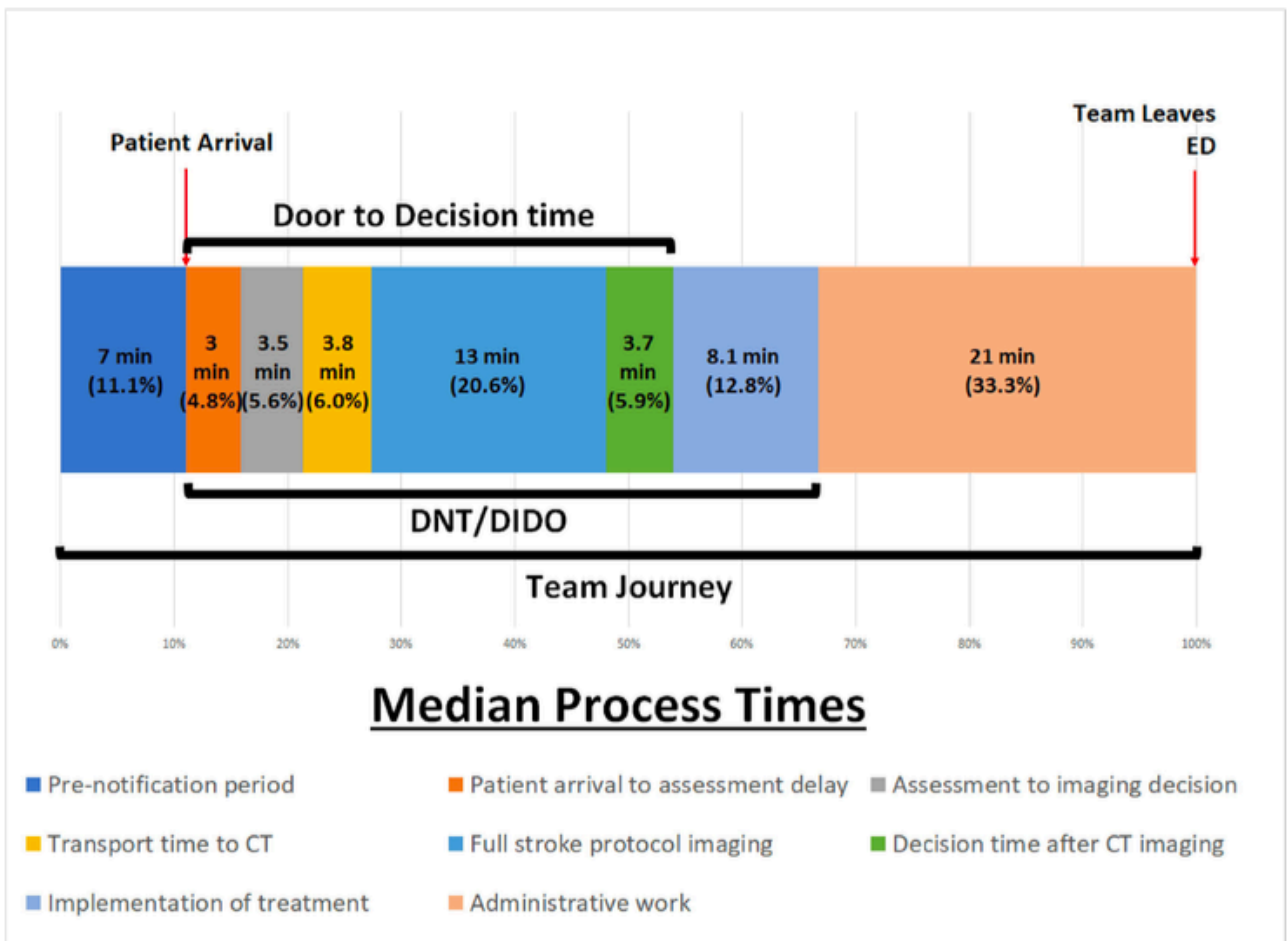 Team Leaves
ED
Patient Arrival
Door to Decision time
7 min
(11.1%)
3
min
(4.8%)
3.5
min
(5.6%)
3.8
min
(6.0%)
13 min
(20.6%)
3.7
min
(5.9%)
8.1 min
(12.8%)
21 min
(33.3%)
DNT/DIDO
Team Journey
0% 10% 20% 30% 40% 50% 60% 70% 80% 90% 100%
Median Process Times
Pre-notification period
Patient arrival to assessment delay
Assessment to imaging decision
Transport time to CT
Full stroke protocol imaging
Decision time after CT imaging
Implementation of treatment
Administrative work